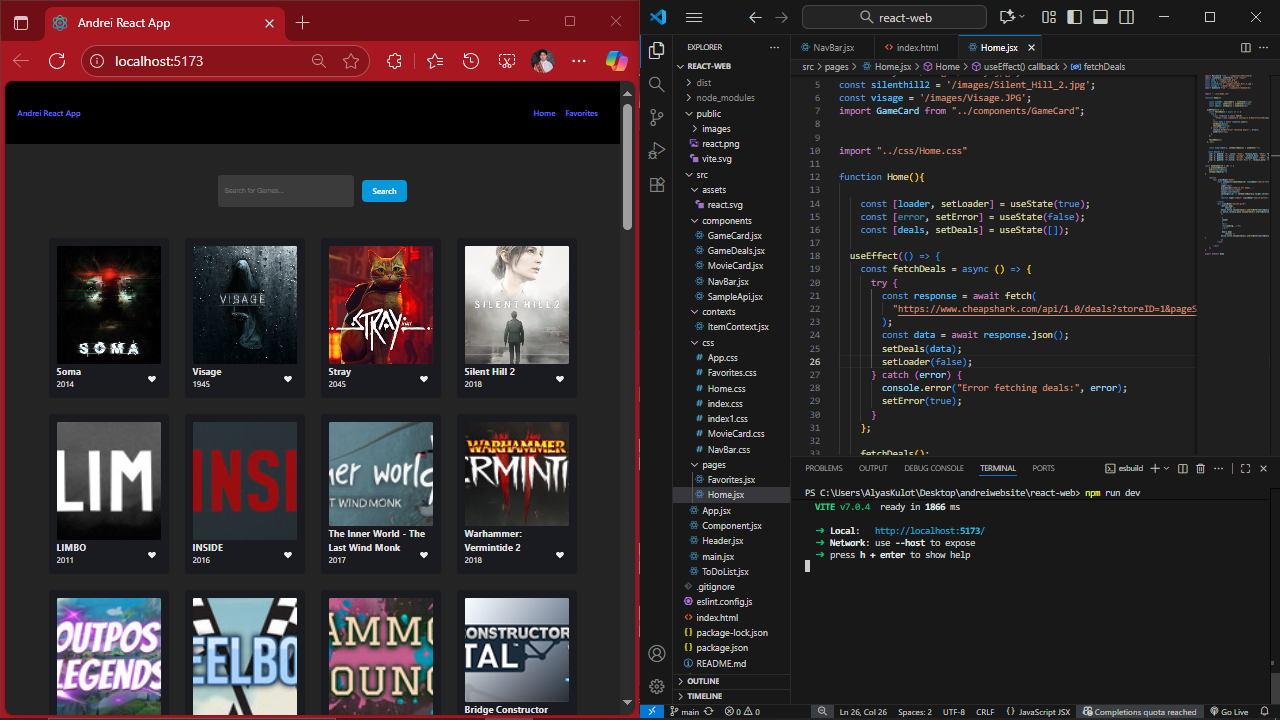 Andrei React App
localhost:5173
Andrei React App
Home
Favorites
Search for Games...
Search
SOMA
VISAGE
STRAY
SILENT HILL 2
Soma
2014
Visage
1945
Stray
2045
Silent Hill 2
2018
LIM
INSI
ner worl
T WIND MONK
WARHAMMER
ERMINTI
LIMBO
2011
INSIDE
2016
The Inner World - The
Last Wind Monk
2017
Warhammer:
Vermintide 2
2018
OUTPOS
LEGENDS
EELBO
AMMO
OUN
CONSTRUCTOR
TAL
Bridge Constructor
react-web
EXPLORER
REACT-WEB
dist
node_modules
public
images
react.png
vite.svg
src
assets
react.svg
components
GameCard.jsx
GameDeals.jsx
MovieCard.jsx
NavBar.jsx
SampleApi.jsx
contexts
ItemContext.jsx
css
App.css
Favorites.css
Home.css
index.css
index1.css
MovieCard.css
NavBar.css
pages
Favorites.jsx
Home.jsx
App.jsx
Component.jsx
Header.jsx
main.jsx
ToDoList.jsx
.gitignore
eslint.config.js
index.html
package-lock.json
package.json
README.md
OUTLINE
TIMELINE
NavBar.jsx
index.html
Home.jsx
src > pages > Home.jsx > Home > useEffect() callback > fetchDeals
5 const silenthill2 = '/images/Silent_Hill_2.jpg';
6 const visage = '/images/Visage.JPG';
7 import GameCard from "../components/GameCard";
8
9
10 import "../css/Home.css"
11
12 function Home(){
13
14 const [loader, setLoader] = useState(true);
15 const [error, setError] = useState(false);
16 const [deals, setDeals] = useState([]);
17
18 useEffect(() => {
19 const fetchDeals = async () => {
20 try {
21 const response = await fetch(
22 "https://www.cheapshark.com/api/1.0/deals?storeID=1&pageS
23 );
24 const data = await response.json();
25 setDeals(data);
26 setLoader(false);
27 } catch (error) {
28 console.error("Error fetching deals:", error);
29 setError(true);
30 }
31 };
32
33 fetchDeals();
PROBLEMS
OUTPUT
DEBUG CONSOLE
TERMINAL
PORTS
esbuild
PS C:\Users\AlyasKulot\Desktop\andreiwebsite\react-web> npm run dev
VITE v7.0.4 ready in 1866 ms
➜ Local: http://localhost:5173/
➜ Network: use --host to expose
➜ press h + enter to show help
main
0
0
Ln 26, Col 26
Spaces: 2
UTF-8
CRLF
{ } JavaScript JSX
Completions quota reached
Go Live